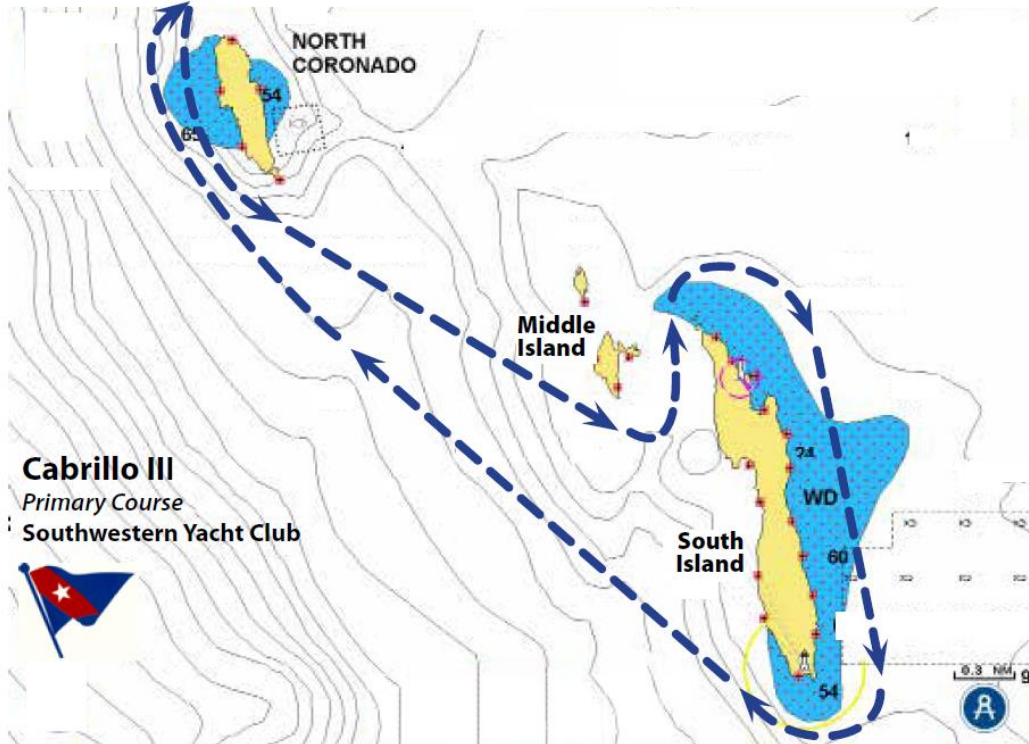 NORTH
CORONADO
54
65
Middle
Island
Cabrillo III
Primary Course
Southwestern Yacht Club
WD
South
Island
60
54
0.3 NM